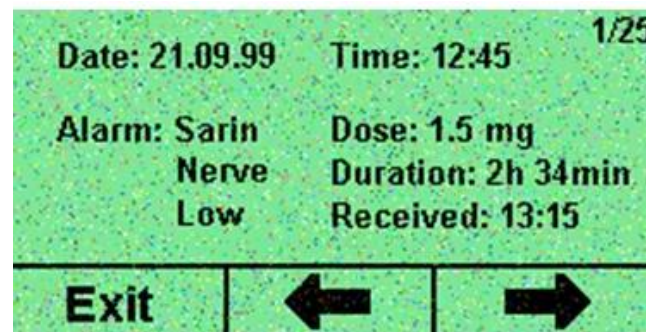 1/25
Date: 21.09.99 Time: 12:45
Alarm: Sarin Dose: 1.5 mg
Nerve Duration: 2h 34min
Low Received: 13:15
Exit